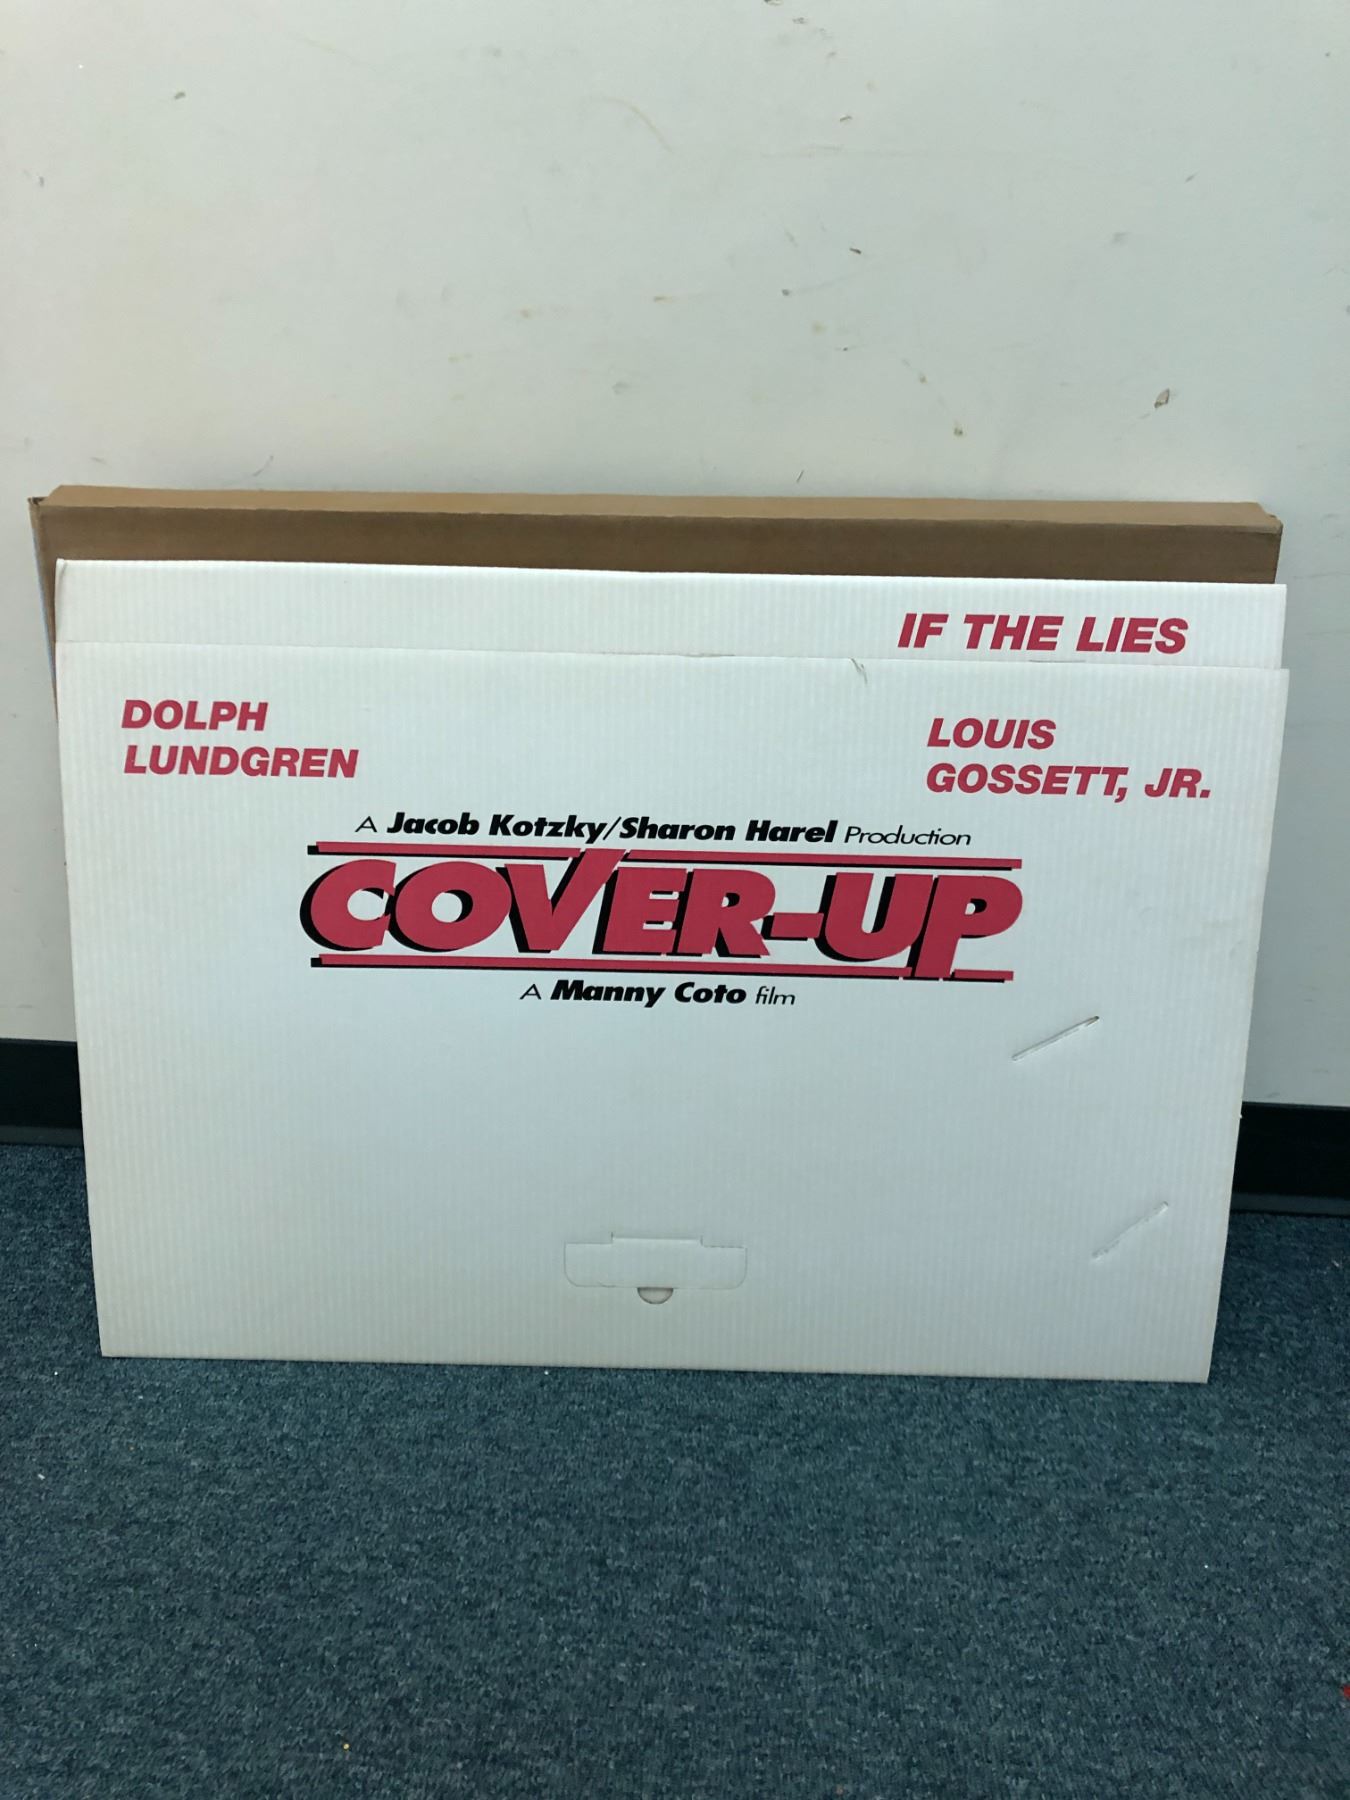 IF THE LIES
DOLPH
LUNDGREN
LOUIS
GOSSETT, JR.
A Jacob Kotzky/Sharon Harel Production
COVER-UP
A Manny Coto film